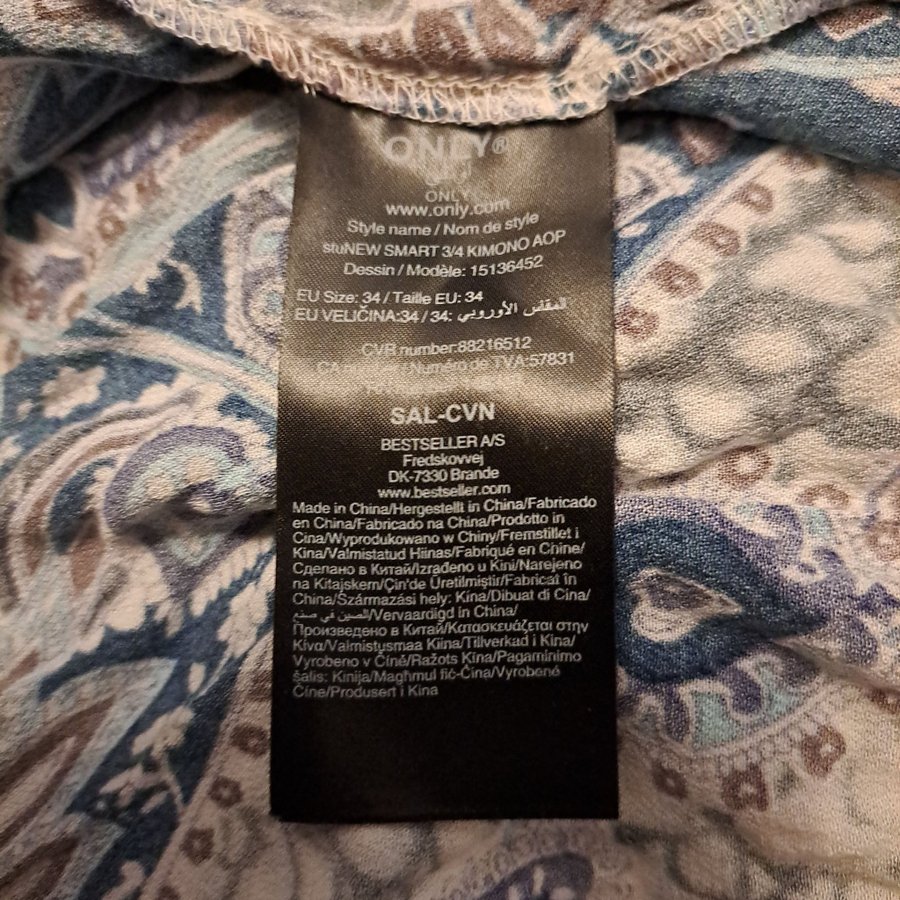 ONLY®
ONLY
www.only.com
Style name / Nom de style
stuNEW SMART 3/4 KIMONO AOP
Dessin / Modèle: 15136452
EU Size: 34 / Taille EU: 34
EU VELIČINA:34 / 34: المقاس الأوروبي
CVR number:88216512
/ Numéro de TVA:57831
SAL-CVN
BESTSELLER A/S
Fredskovvej
DK-7330 Brande
www.bestseller.com
Made in China/Hergestellt in China/Fabricado
en China/Fabricado na China/Prodotto in
Cina/Wyprodukowano w Chiny/Fremstillet i
Kina/Valmistatud Hiinas/Fabriqué en Chine/
Сделано в Китай/Izrađeno u Kini/Narejeno
na Kitajskem/Çin'de Üretilmiştir/Fabricat în
China/Származási hely: Kína/Dibuat di Cina/
الصين في صنع/Vervaardigd in China/
Произведено в Китай/Κατασκευάζεται στην
Κίνα/Valmistusmaa Kiina/Tillverkad i Kina/
Vyrobeno v Číně/Ražots Kīna/Pagaminimo
šalis: Kinija/Magħmul fiċ-Ċina/Vyrobené
Číne/Produsert i Kina